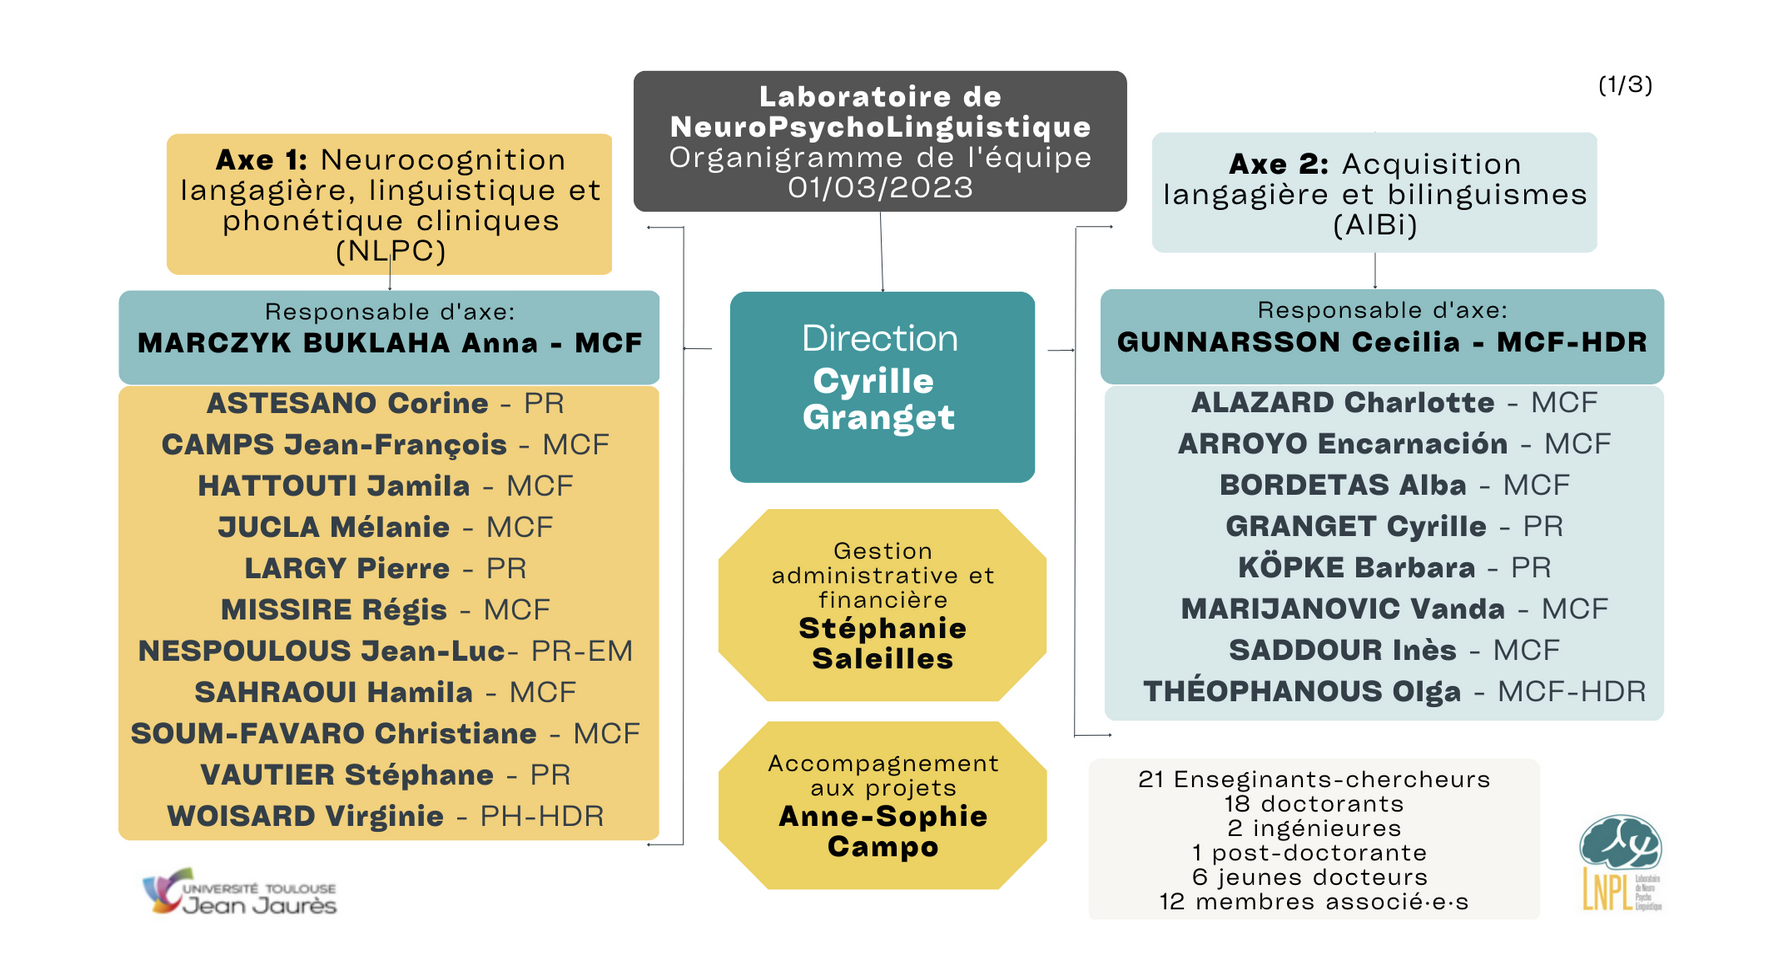 (1/3)
Laboratoire de
NeuroPsychoLinguistique
Organigramme de l'équipe
01/03/2023
Axe 1: Neurocognition
langagière, linguistique et
phonétique cliniques
(NLPC)
Responsable d'axe:
MARCZYK BUKLAHA Anna - MCF
ASTESANO Corine - PR
CAMPS Jean-François - MCF
HATTOUTI Jamila - MCF
JUCLA Mélanie - MCF
LARGY Pierre - PR
MISSIRE Régis - MCF
NESPOULOUS Jean-Luc- PR-EM
SAHRAOUI Hamila - MCF
SOUM-FAVARO Christiane - MCF
VAUTIER Stéphane - PR
WOISARD Virginie - PH-HDR
Direction
Cyrille
Granget
Gestion
administrative et
financière
Stéphanie
Saleilles
Accompagnement
aux projets
Anne-Sophie
Campo
Axe 2: Acquisition
langagière et bilinguismes
(AlBi)
Responsable d'axe:
GUNNARSSON Cecilia - MCF-HDR
ALAZARD Charlotte - MCF
ARROYO Encarnación - MCF
BORDETAS Alba - MCF
GRANGET Cyrille - PR
KÖPKE Barbara - PR
MARIJANOVIC Vanda - MCF
SADDOUR Inès - MCF
THÉOPHANOUS Olga - MCF-HDR
21 Enseginants-chercheurs
18 doctorants
2 ingénieures
1 post-doctorante
6 jeunes docteurs
12 membres associé·e·s
UNIVERSITÉ TOULOUSE
Jean Jaurès
LNPL
Laboratoire
de Neuro
Psycho
Linguistique